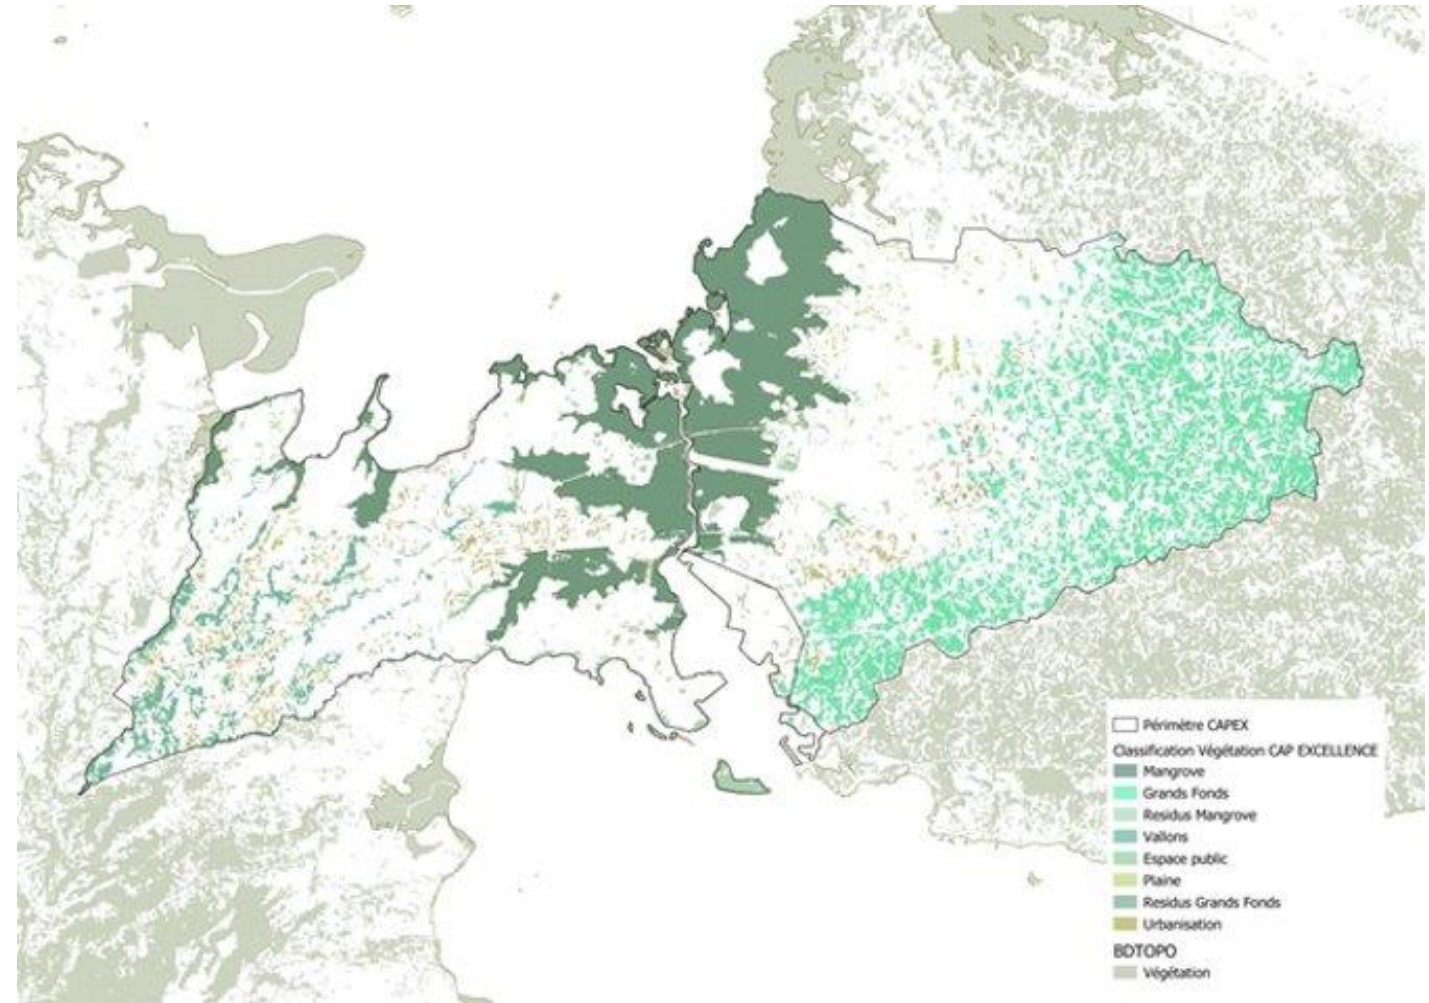 Périmètre CAPEX
Classification Végétation CAP EXCELLENCE
Mangrove
Grands Fonds
Residus Mangrove
Vallons
Espace public
Plaine
Residus Grands Fonds
Urbanisation
BDTOPO
Végétation